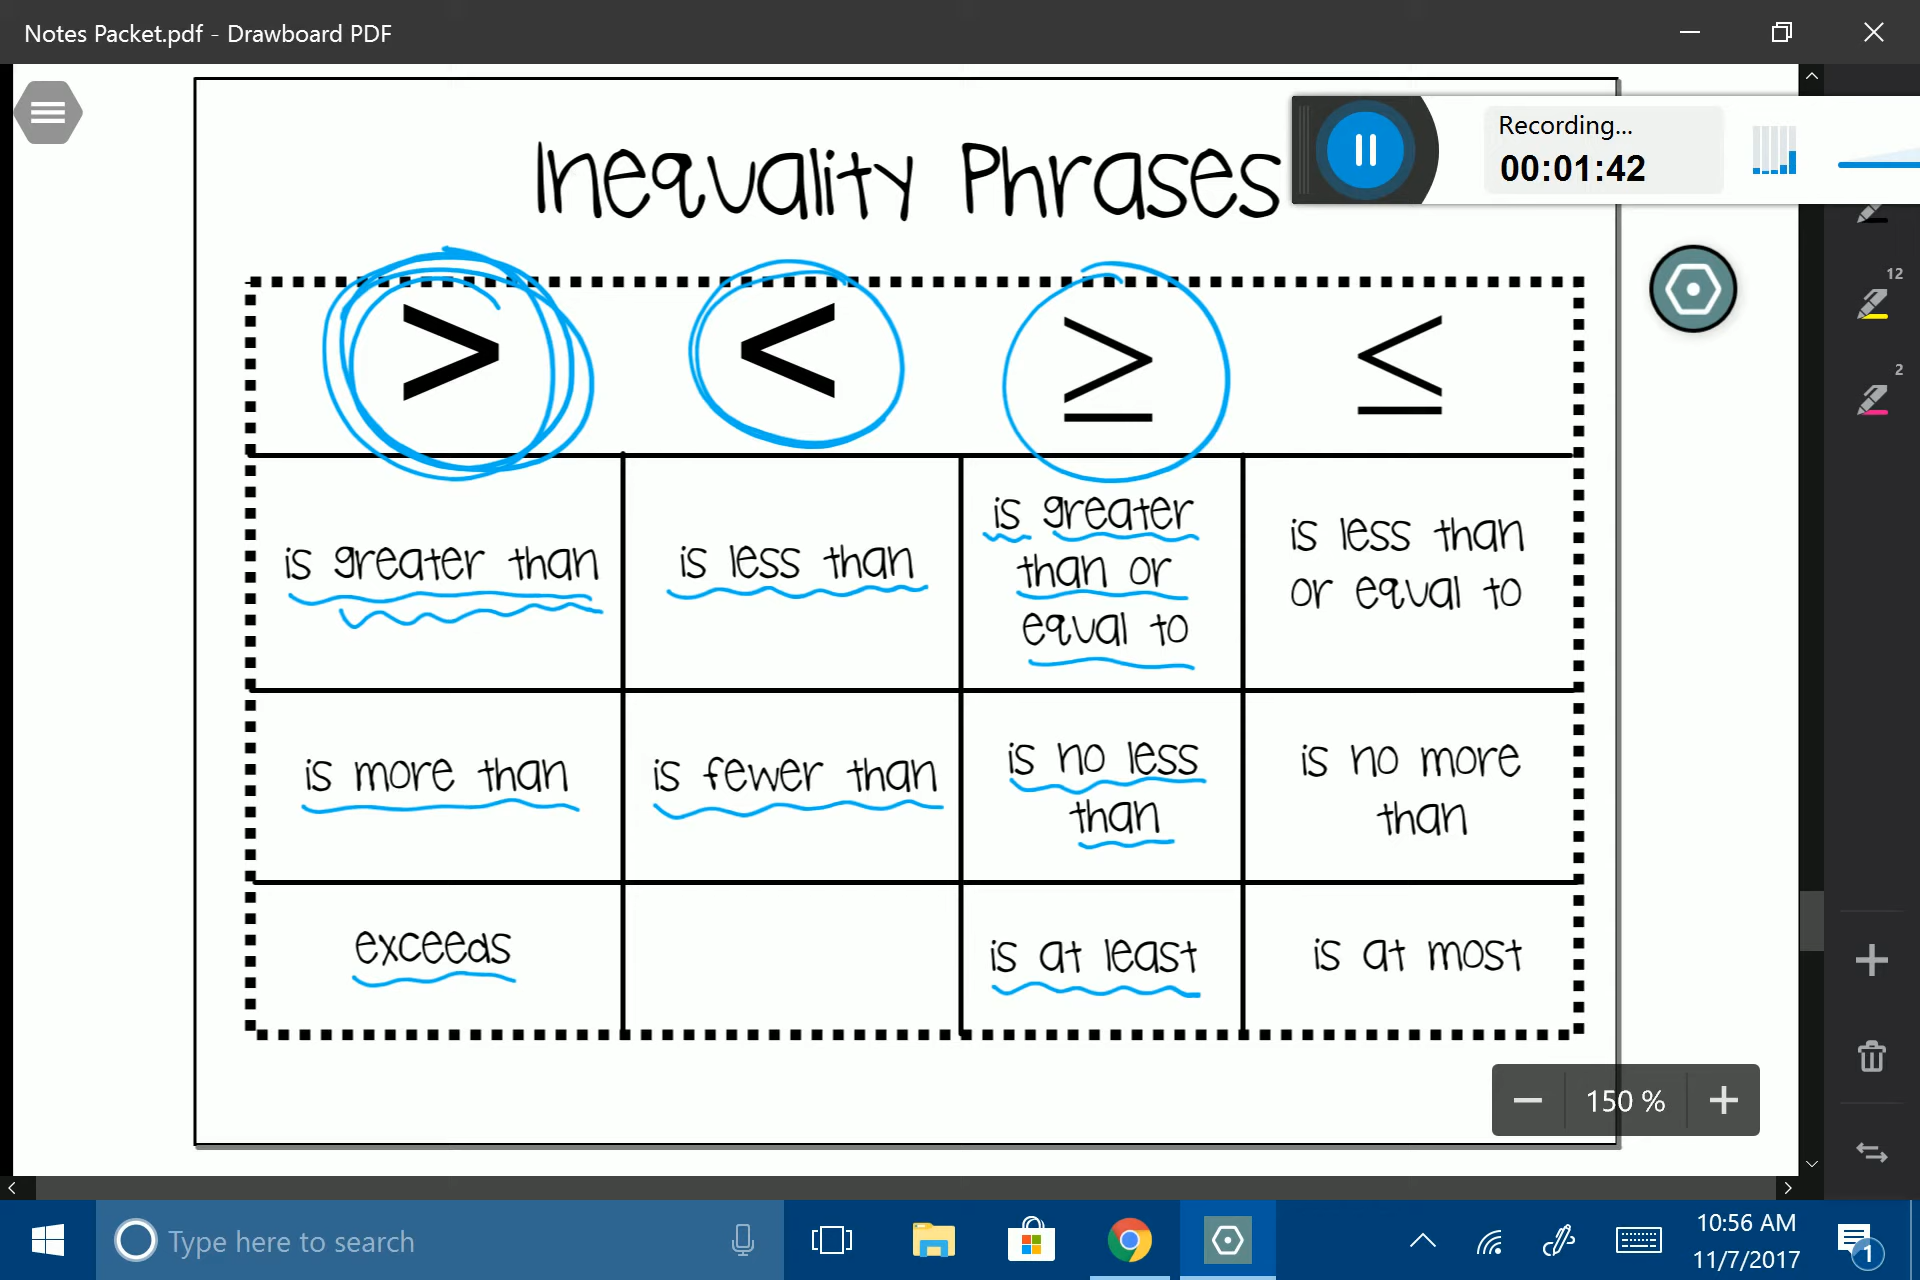 Notes Packet.pdf - Drawboard PDF
Recording...
00:01:42
Inequality Phrases
12
2
> < ≥ ≤
is greater than
is less than
is greater
than or
equal to
is less than
or equal to
is more than
is fewer than
is no less
than
is no more
than
exceeds
is at least
is at most
150 %
Type here to search
10:56 AM
11/7/2017
1